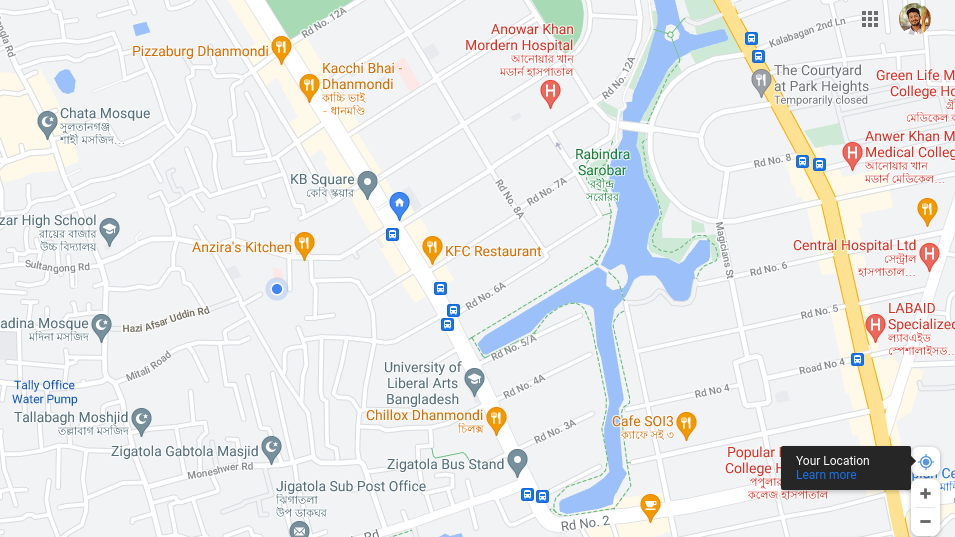 Rd No. 12A
Kalabagan 2nd Ln
Pizzaburg Dhanmondi
Anowar Khan
Mordern Hospital
আনোয়ার খান
মডার্ন হাসপাতাল
Kacchi Bhai -
Dhanmondi
কাচ্চি ভাই
- ধানমণ্ডি
Rd No. 12A
The Courtyard
at Park Heights
Temporarily closed
Green Life M
College Ho
মেডিকেল ক
Chata Mosque
সুলতানগঞ্জ
শাহী মসজিদ...
Anwer Khan M
Medical Colleg
আনোয়ার খান
মডার্ন মেডিকেল...
Rabindra
Sarobar
রবীন্দ্র
সরোবর
Rd No. 8
KB Square
কেবি স্কয়ার
Rd No. 7A
Rd No. 8A
zar High School
রায়ের বাজার
উচ্চ বিদ্যালয়
Anzira's Kitchen
KFC Restaurant
Magicians St
Central Hospital Ltd
সেন্ট্রাল
হাসপাতাল...
Sultangong Rd
Rd No. 6
Rd No. 6A
Rd No. 5
LABAID
Specialized
ল্যাবএইড
স্পেশালাইসড...
adina Mosque
মদিনা মসজিদ
Hazi Afsar Uddin Rd
Rd No. 5/A
Mitali Road
University of
Liberal Arts
Bangladesh
Road No 4
Rd No. 4A
Rd No 4
Tally Office
Water Pump
Tallabagh Moshjid
তল্লাবাগ মসজিদ
Chillox Dhanmondi
চিলক্স
Cafe SOI3
ক্যাফে সই ৩
Rd No. 3A
Zigatola Gabtola Masjid
Moneshwer Rd
Zigatola Bus Stand
Popular
College H
পপুলার
কলেজ হাসপাতাল
Your Location
Learn more
Jigatola Sub Post Office
ঝিগাতলা
উপ ডাকঘর
Rd No. 2